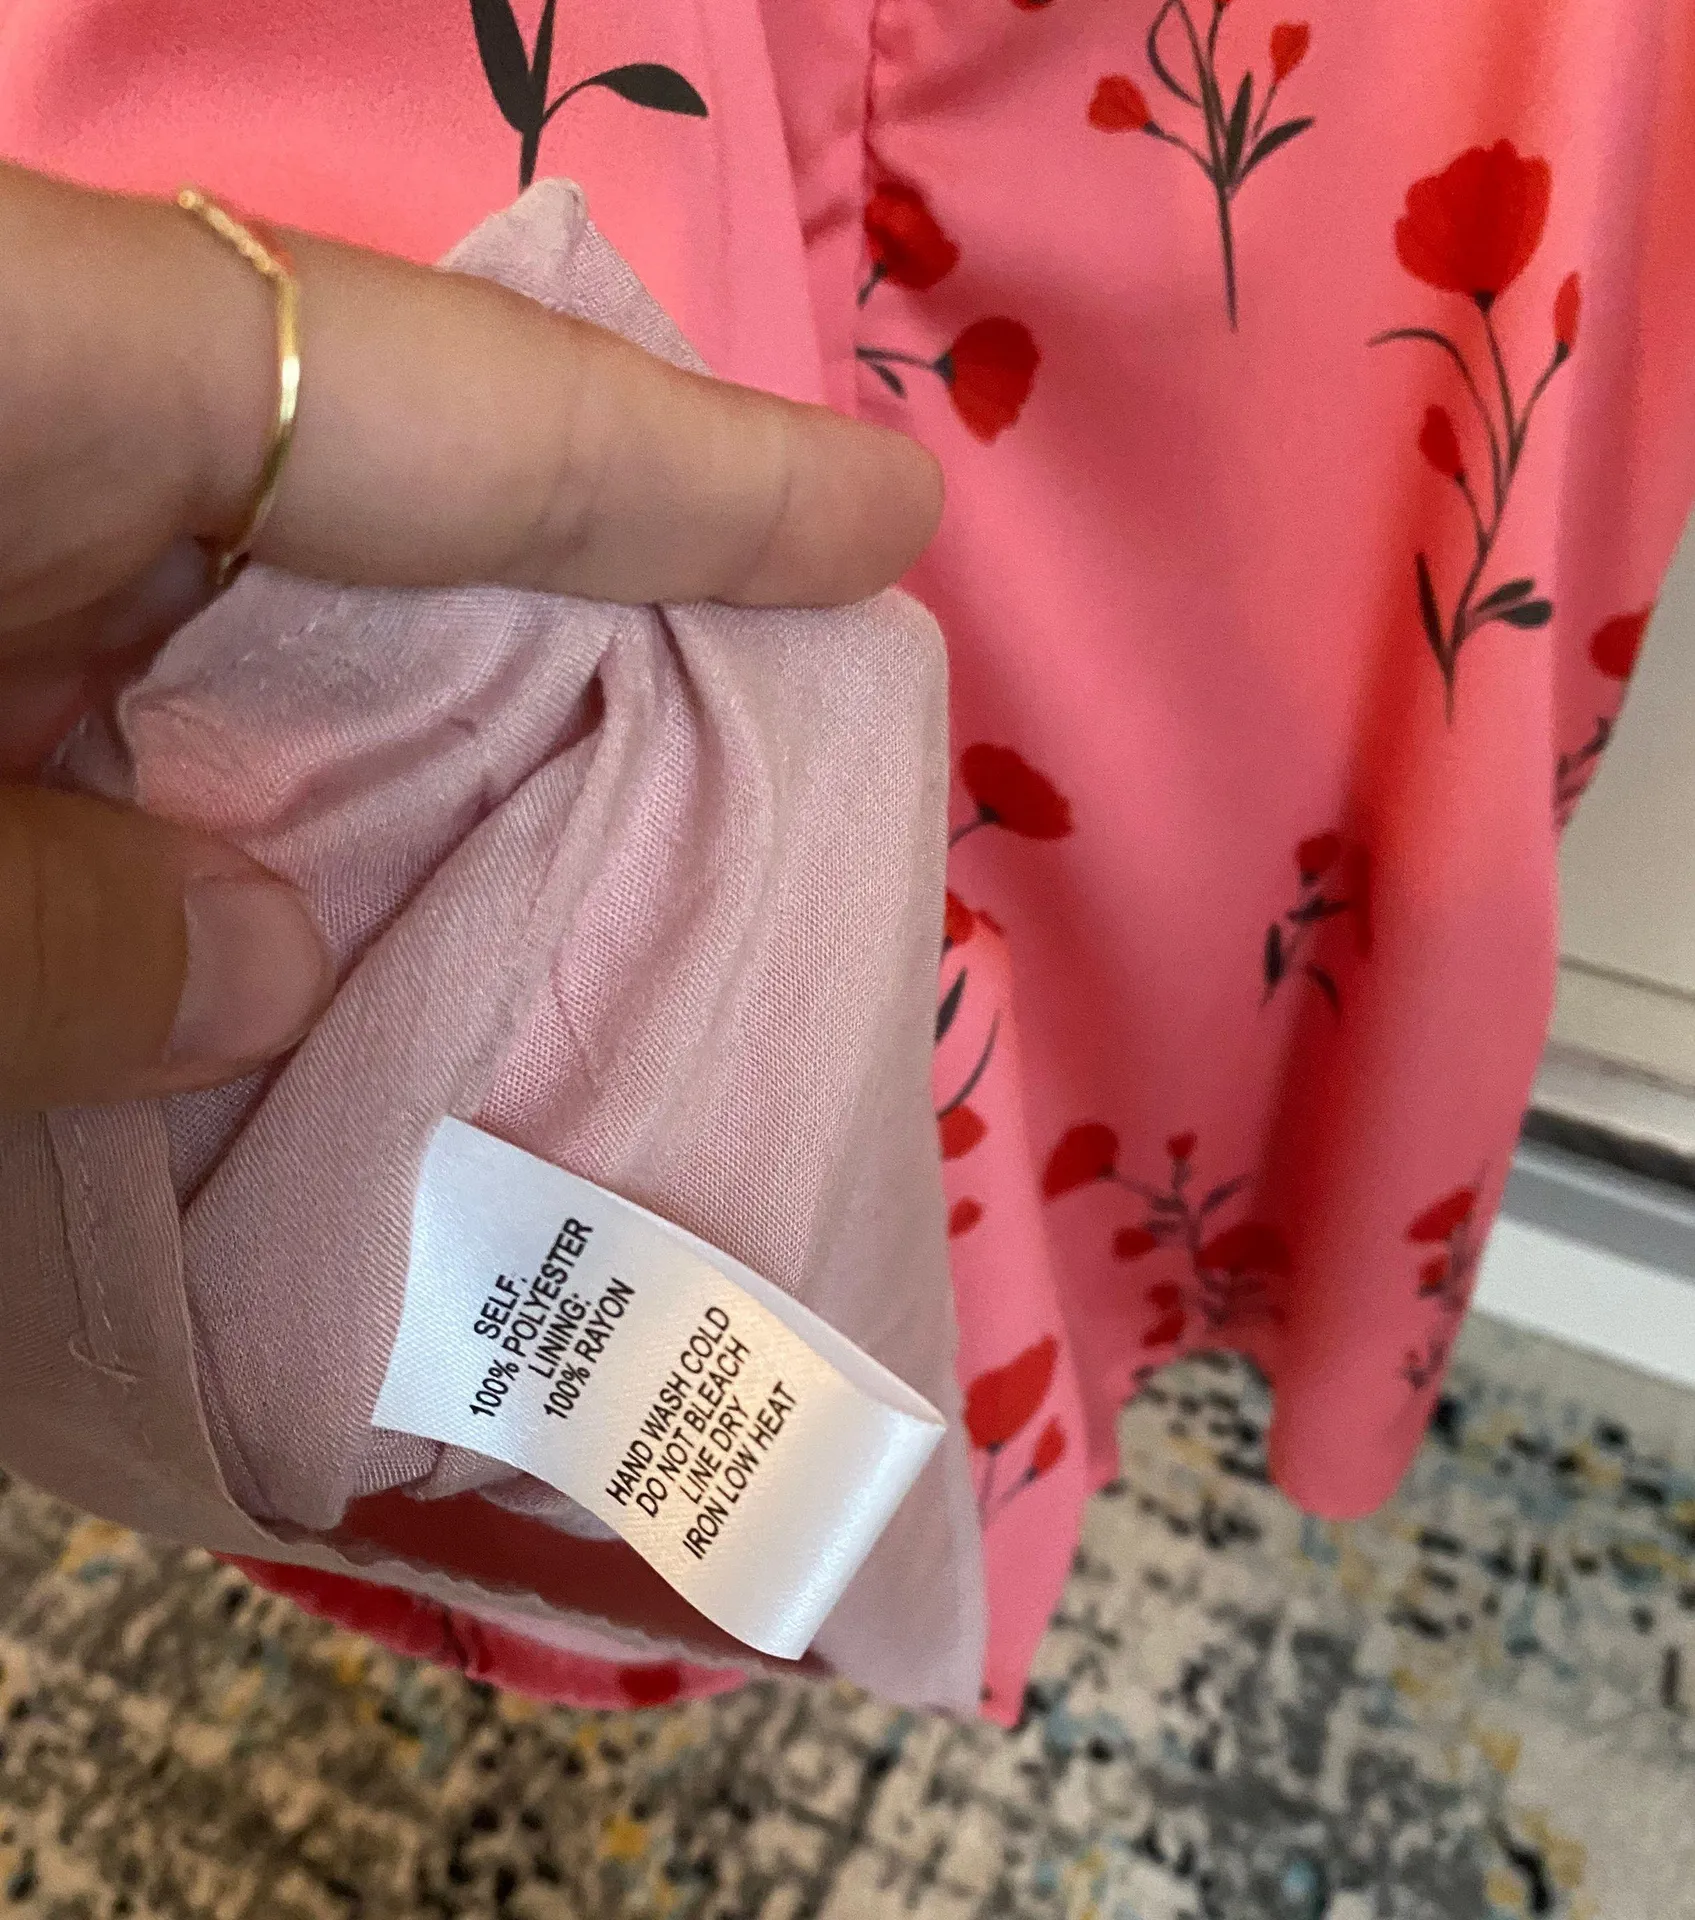 SELF:
100% POLYESTER
LINING:
100% RAYON
HAND WASH COLD
DO NOT BLEACH
LINE DRY
IRON LOW HEAT